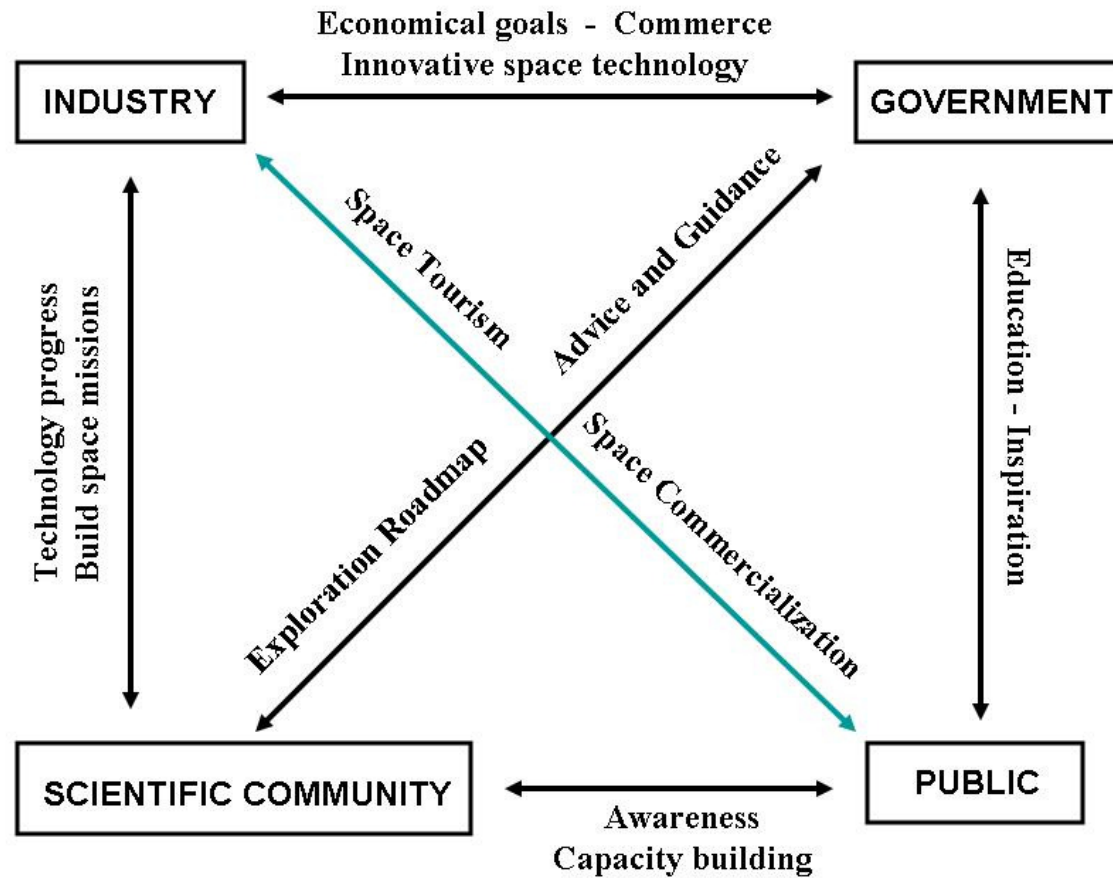 Economical goals - Commerce
Innovative space technology
INDUSTRY
GOVERNMENT
Space Tourism
Advice and Guidance
Technology progress
Build space missions
Education - Inspiration
Exploration Roadmap
Space Commercialization
SCIENTIFIC COMMUNITY
PUBLIC
Awareness
Capacity building